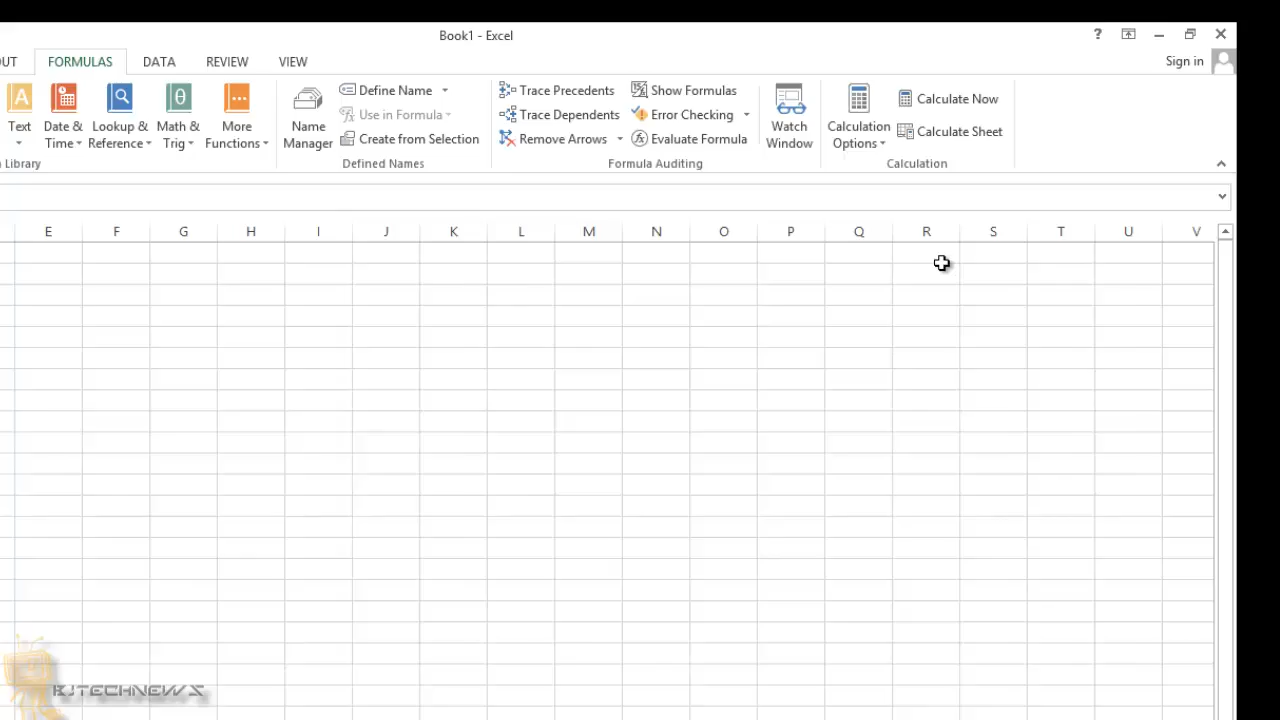 Book1 - Excel
?
OUT FORMULAS DATA REVIEW VIEW Sign in
Text Date & Time Lookup & Reference Math & Trig More Functions
Library
Name Manager
Define Name
Use in Formula
Create from Selection
Defined Names
Trace Precedents
Trace Dependents
Remove Arrows
Show Formulas
Error Checking
Evaluate Formula
Formula Auditing
Watch Window
Calculation Options
Calculate Now
Calculate Sheet
Calculation
E F G H I J K L M N O P Q R S T U V
BJTECHNEWS